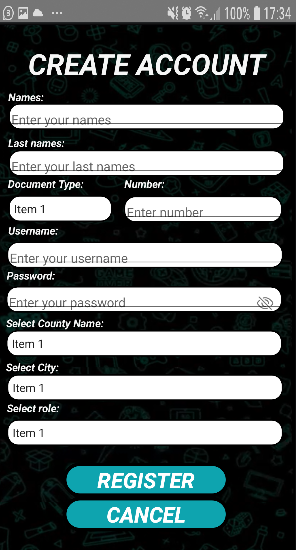 100% 17:34
CREATE ACCOUNT
Names:
Enter your names
Last names:
Enter your last names
Document Type: Number:
Item 1 Enter number
Username:
Enter your username
Password:
Enter your password
Select County Name:
Item 1
Select City:
Item 1
Select role:
Item 1
REGISTER
CANCEL